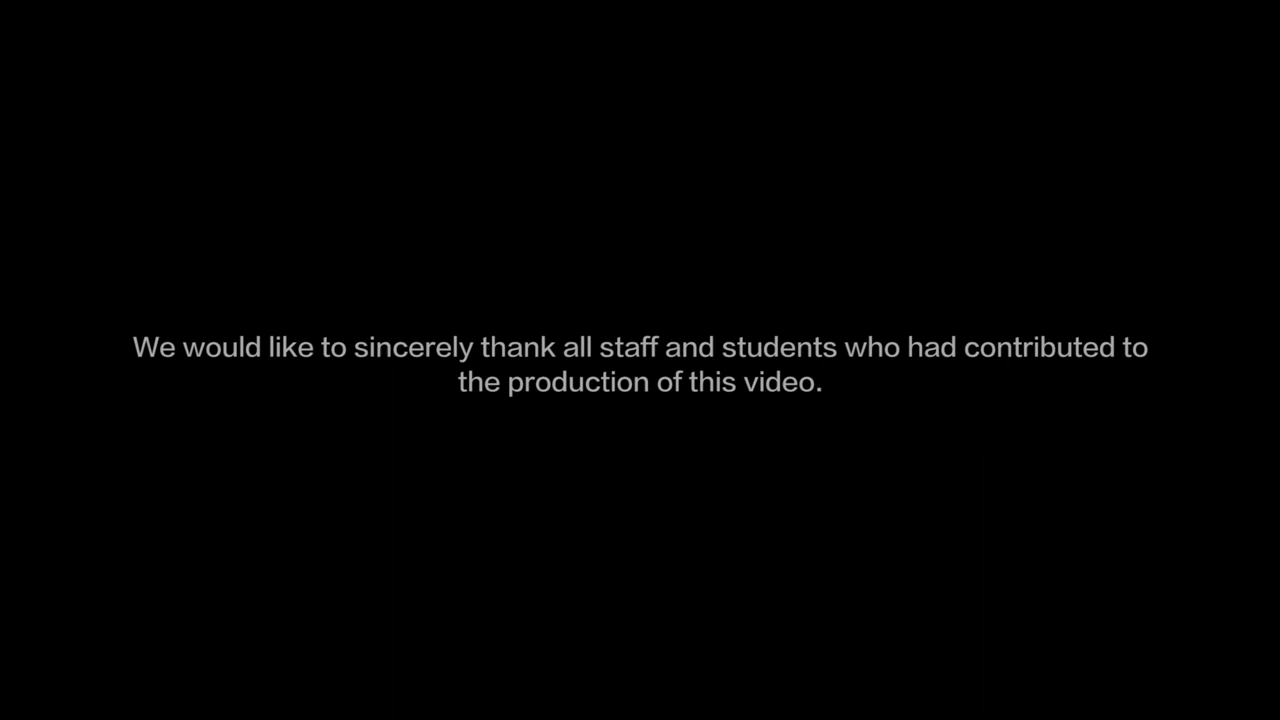 We would like to sincerely thank all staff and students who had contributed to
the production of this video.